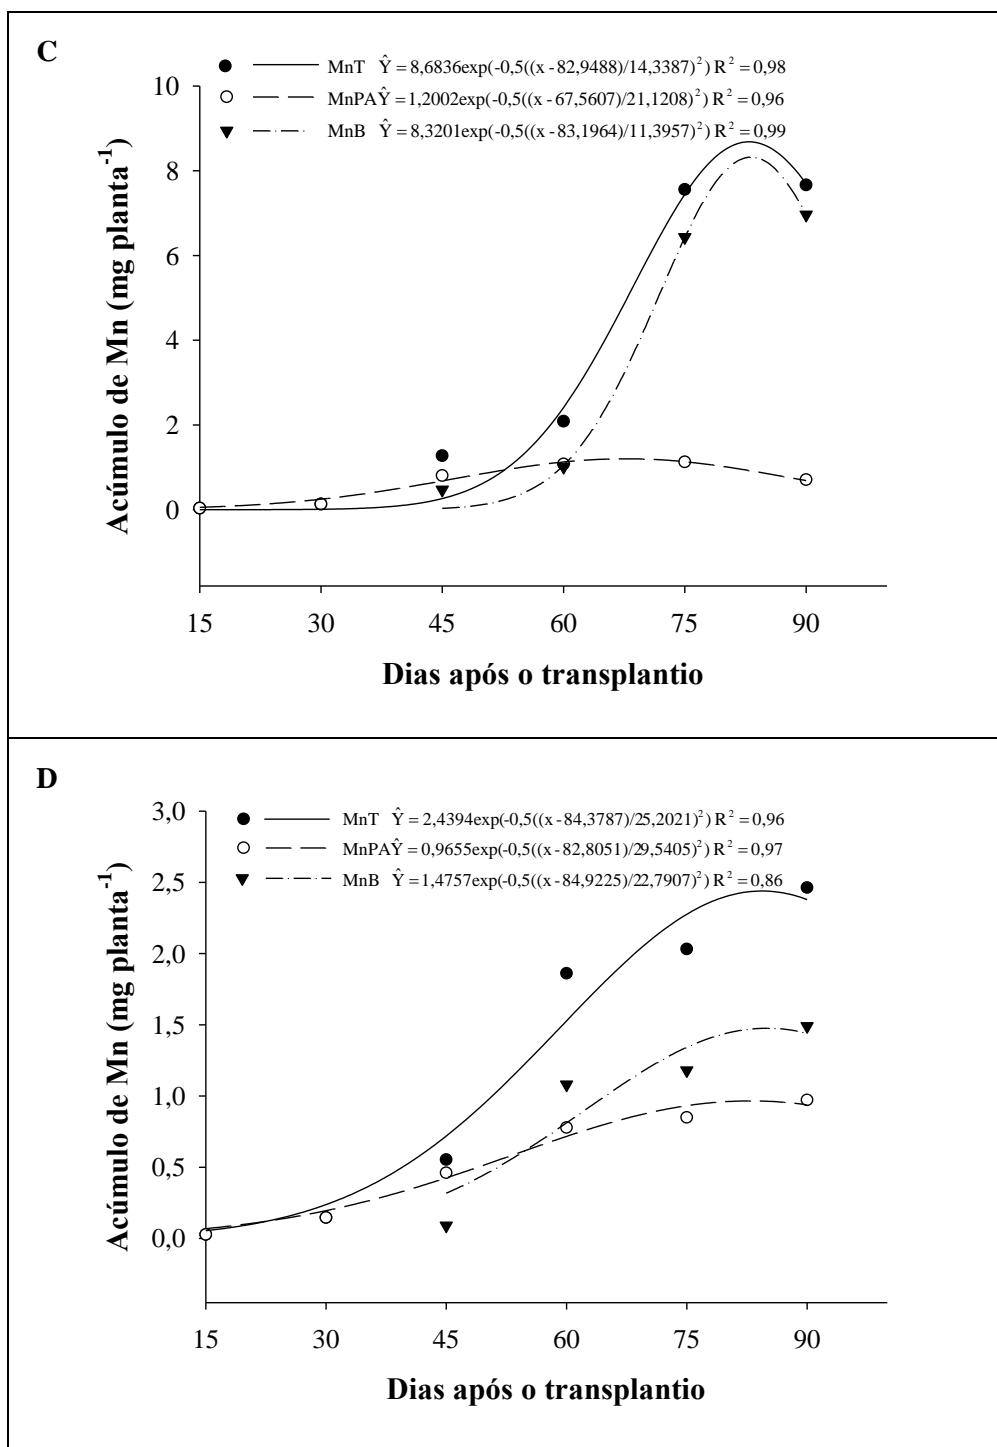 C
MnT Ŷ = 8,6836exp(-0,5((x - 82,9488)/14,3387)²) R² = 0,98
MnPAŶ = 1,2002exp(-0,5((x - 67,5607)/21,1208)²) R² = 0,96
MnB Ŷ = 8,3201exp(-0,5((x - 83,1964)/11,3957)²) R² = 0,99
10
8
6
4
2
0
Acúmulo de Mn (mg planta⁻¹)
15 30 45 60 75 90
Dias após o transplantio
D
MnT Ŷ = 2,4394exp(-0,5((x - 84,3787)/25,2021)²) R² = 0,96
MnPAŶ = 0,9655exp(-0,5((x - 82,8051)/29,5405)²) R² = 0,97
MnB Ŷ = 1,4757exp(-0,5((x - 84,9225)/22,7907)²) R² = 0,86
3,0
2,5
2,0
1,5
1,0
0,5
0,0
Acúmulo de Mn (mg planta⁻¹)
15 30 45 60 75 90
Dias após o transplantio